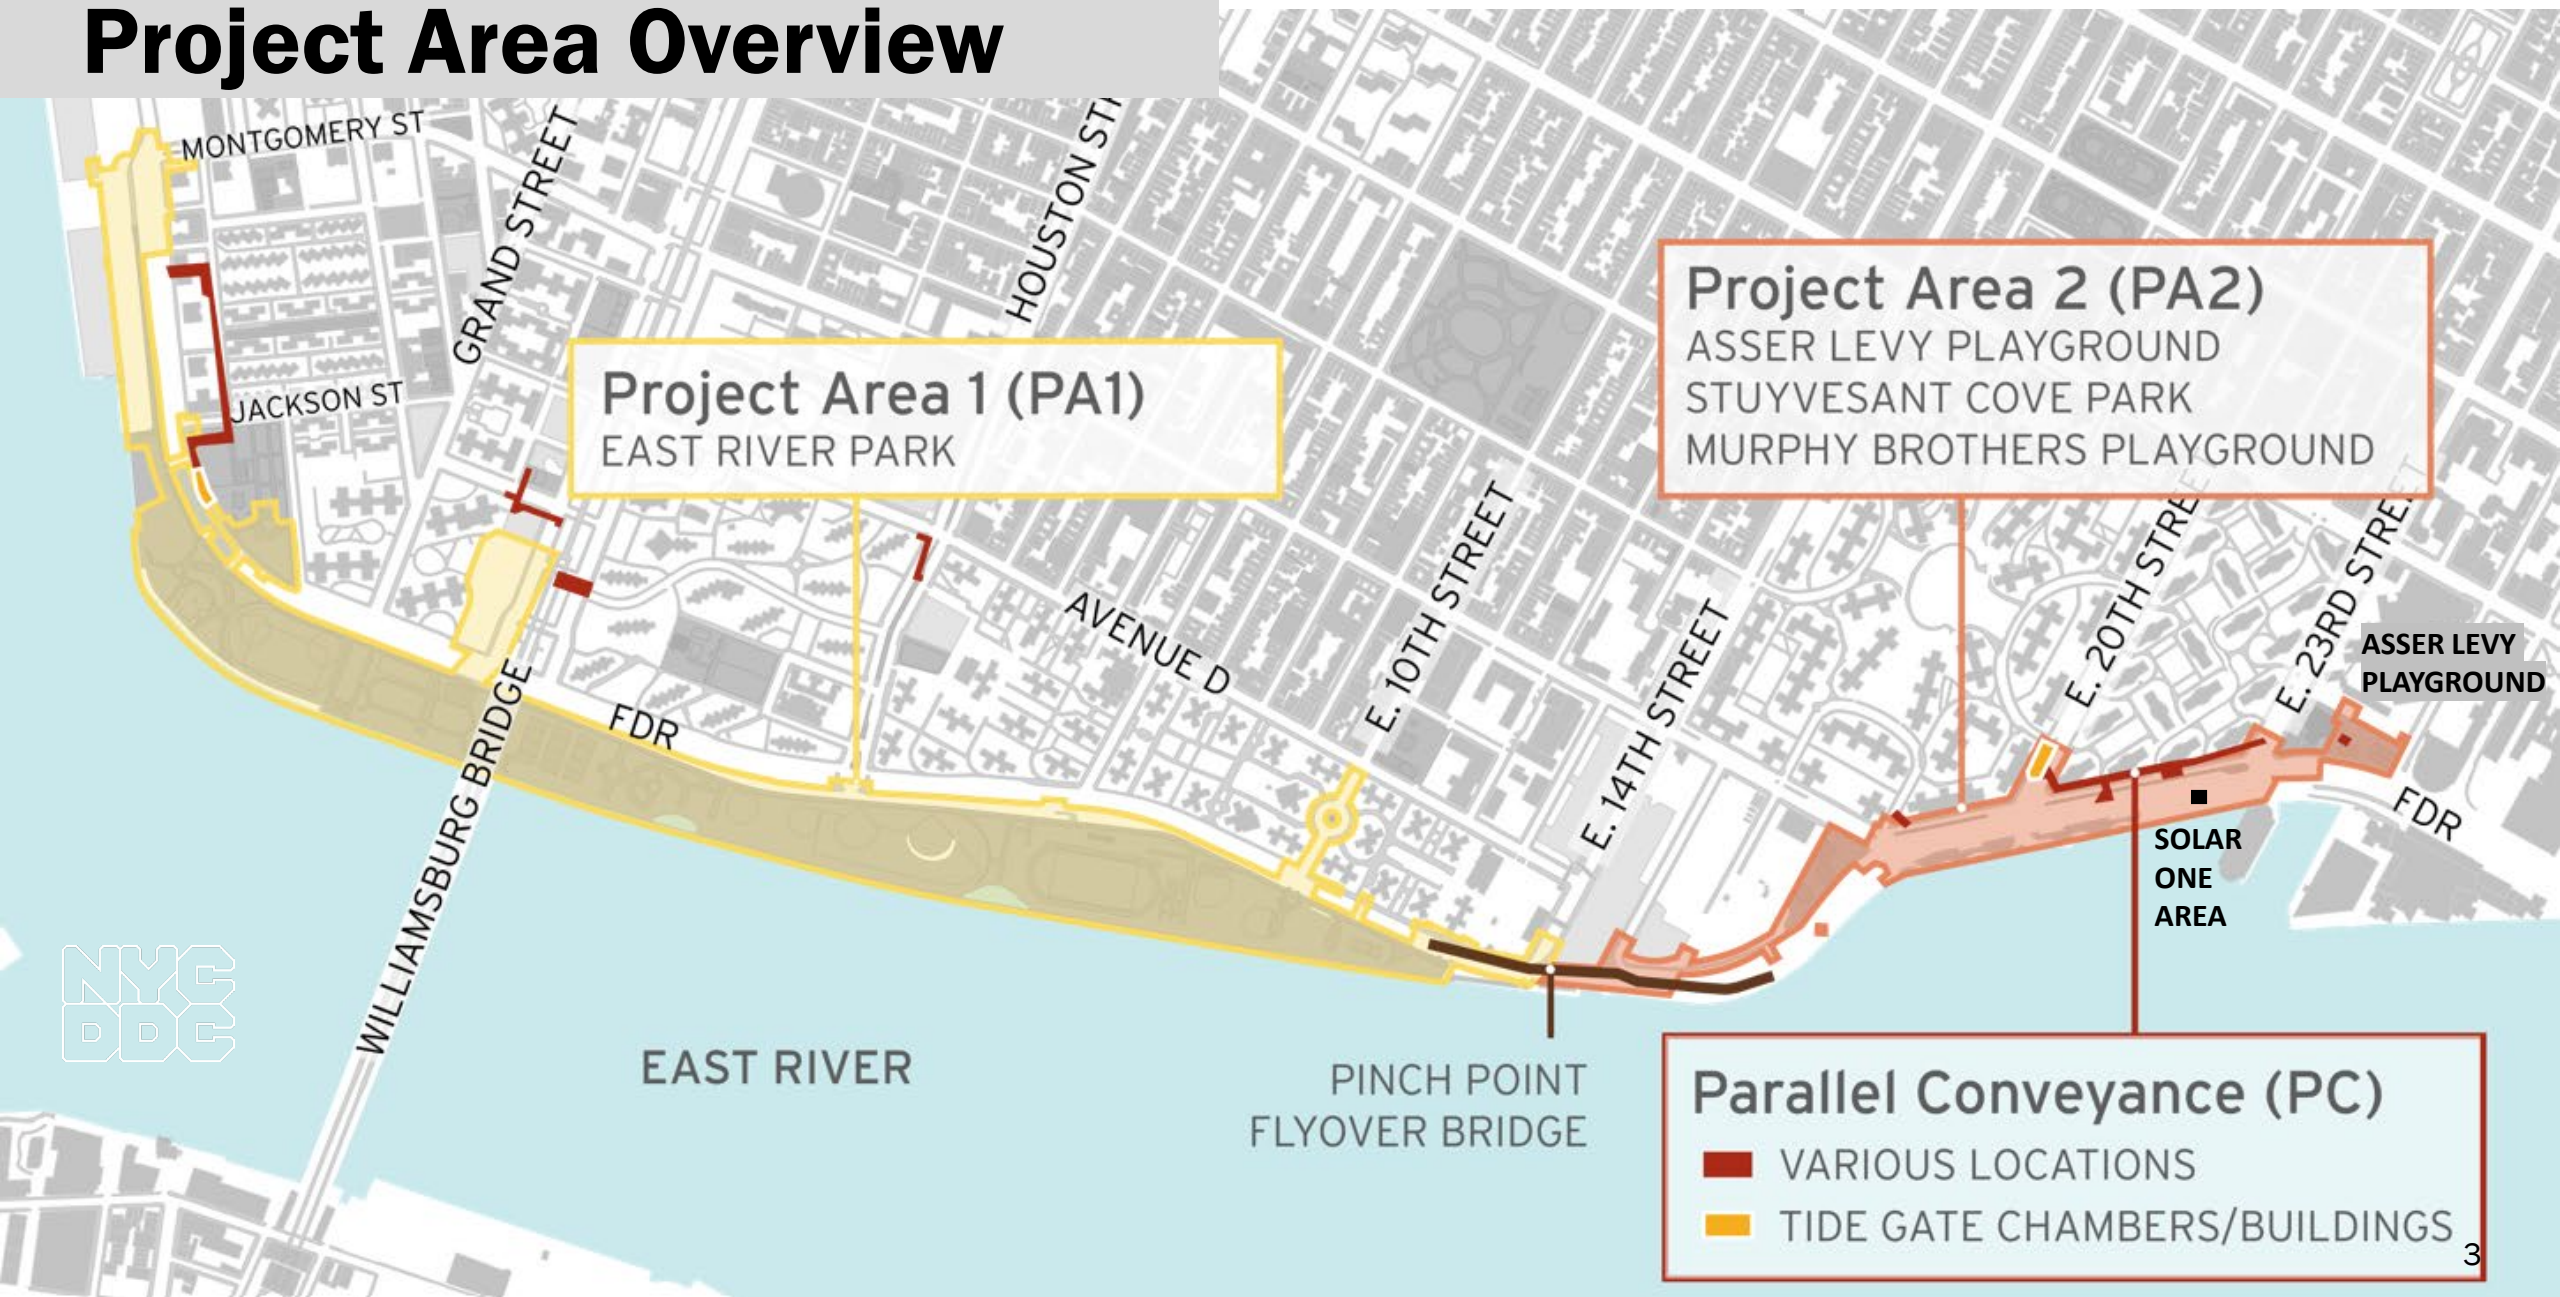 Project Area Overview
MONTGOMERY ST
GRAND STREET
HOUSTON STR
JACKSON ST
Project Area 1 (PA1)
EAST RIVER PARK
Project Area 2 (PA2)
ASSER LEVY PLAYGROUND
STUYVESANT COVE PARK
MURPHY BROTHERS PLAYGROUND
AVENUE D
E. 10TH STREET
E. 14TH STREET
E. 20TH STREE
E. 23RD STREET
ASSER LEVY
PLAYGROUND
FDR
FDR
SOLAR
ONE
AREA
WILLIAMSBURG BRIDGE
NYC
DDC
EAST RIVER
PINCH POINT
FLYOVER BRIDGE
Parallel Conveyance (PC)
VARIOUS LOCATIONS
TIDE GATE CHAMBERS/BUILDINGS
3